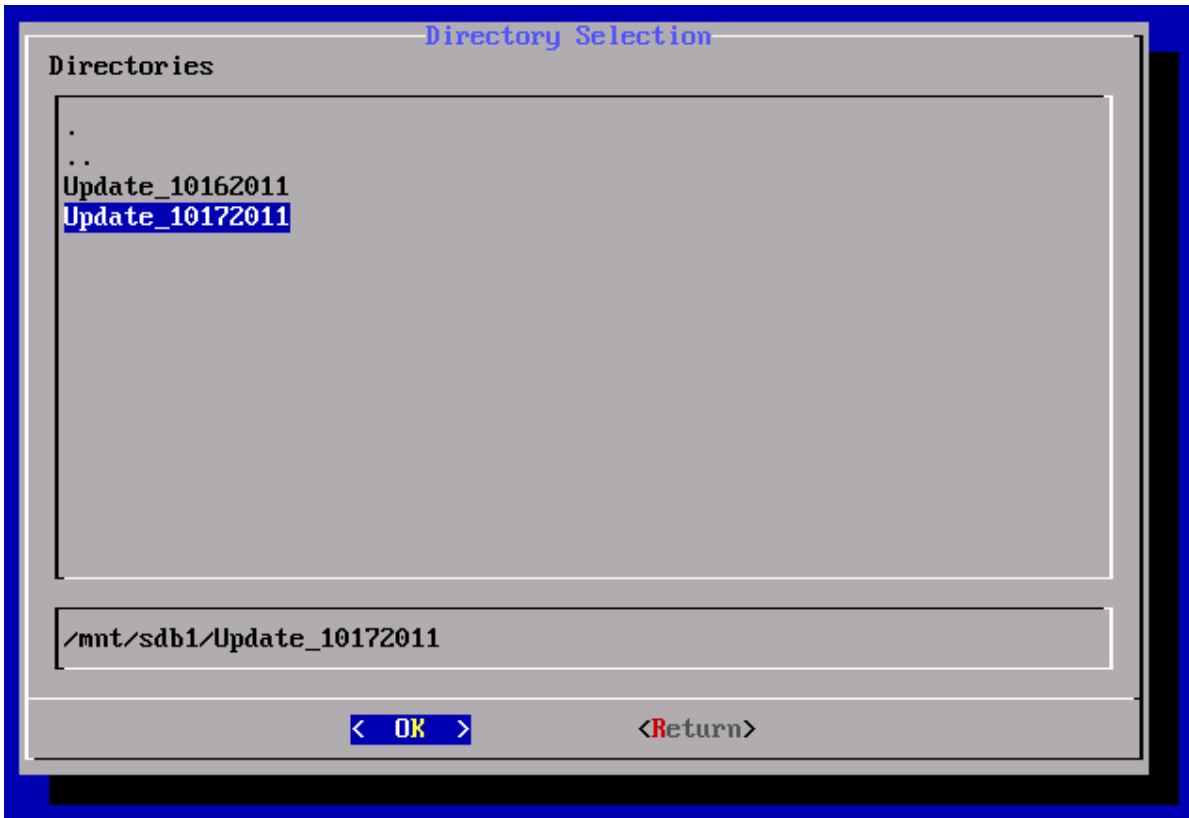 Directory Selection
Directories
.
..
Update_10162011
Update_10172011
/mnt/sdb1/Update_10172011
< OK > <Return>